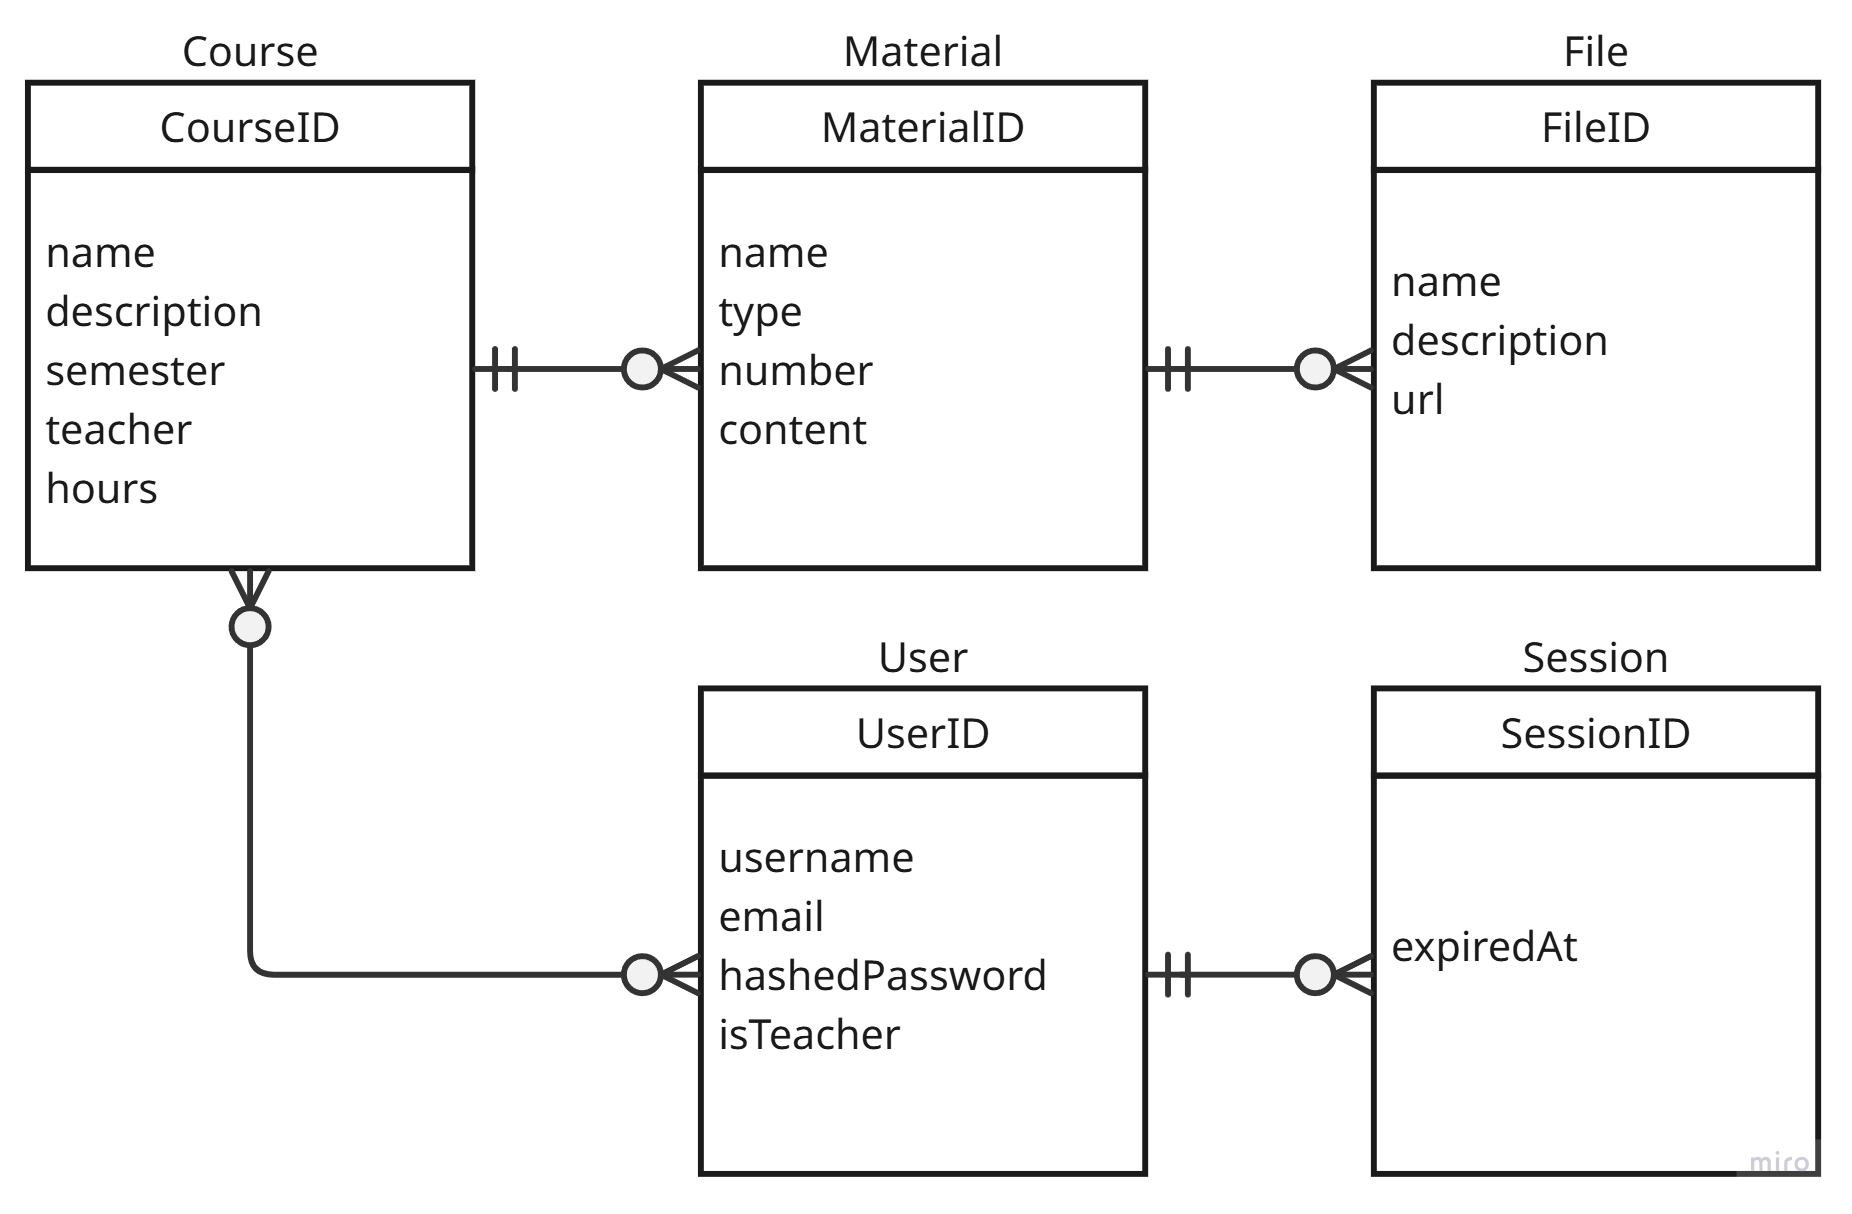 Course
CourseID
name
description
semester
teacher
hours
Material
MaterialID
name
type
number
content
File
FileID
name
description
url
User
UserID
username
email
hashedPassword
isTeacher
Session
SessionID
expiredAt
miro